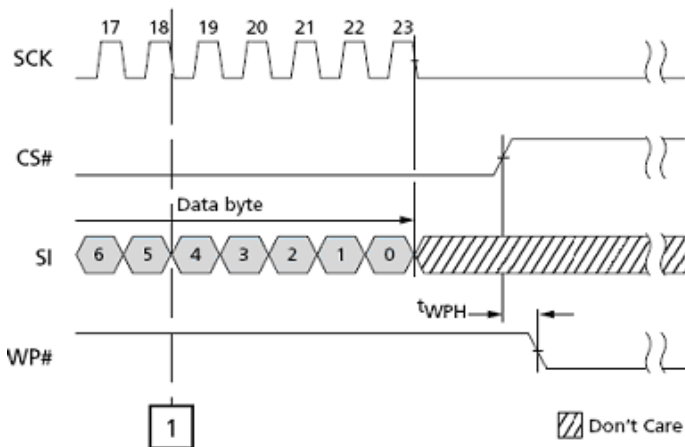 17 18 19 20 21 22 23
SCK
CS#
Data byte
SI 6 5 4 3 2 1 0
tWPH
WP#
1
Don't Care